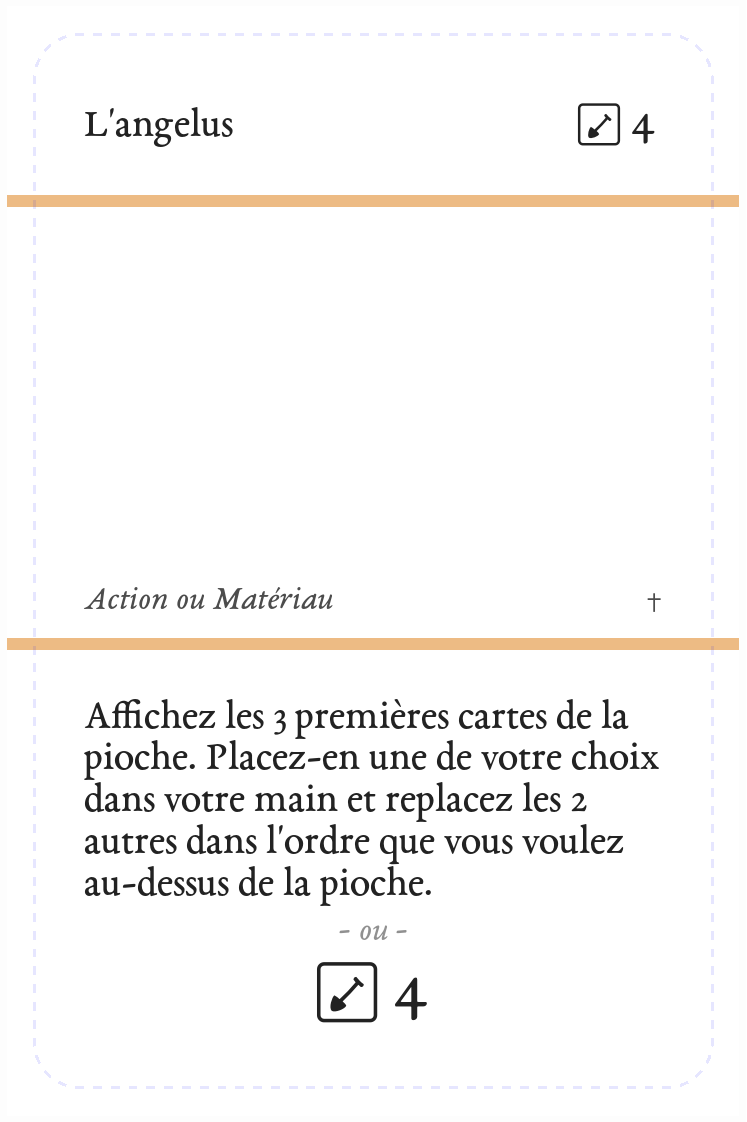 L'angelus
4
Action ou Matériau
†
Affichez les 3 premières cartes de la
pioche. Placez-en une de votre choix
dans votre main et replacez les 2
autres dans l'ordre que vous voulez
au-dessus de la pioche.
- ou -
4